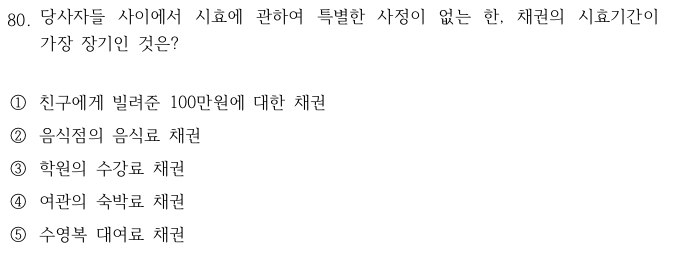 80. 당사자들 사이에서 시효에 관하여 특별한 사정이 없는 한, 채권의 시효기간이
가장 장기인 것은?
① 친구에게 빌려준 100만원에 대한 채권
② 음식점의 음식료 채권
③ 학원의 수강료 채권
④ 여관의 숙박료 채권
⑤ 수영복 대여료 채권